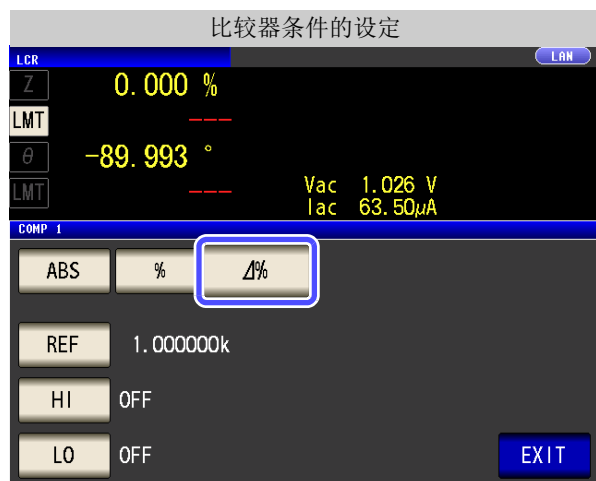 比较器条件的设定
LCR LAN
Z 0.000 %
LMT ---
θ -89.993 °
LMT --- Vac 1.026 V
Iac 63.50μA
COMP 1
ABS % Δ%
REF 1.000000k
HI OFF
LO OFF EXIT